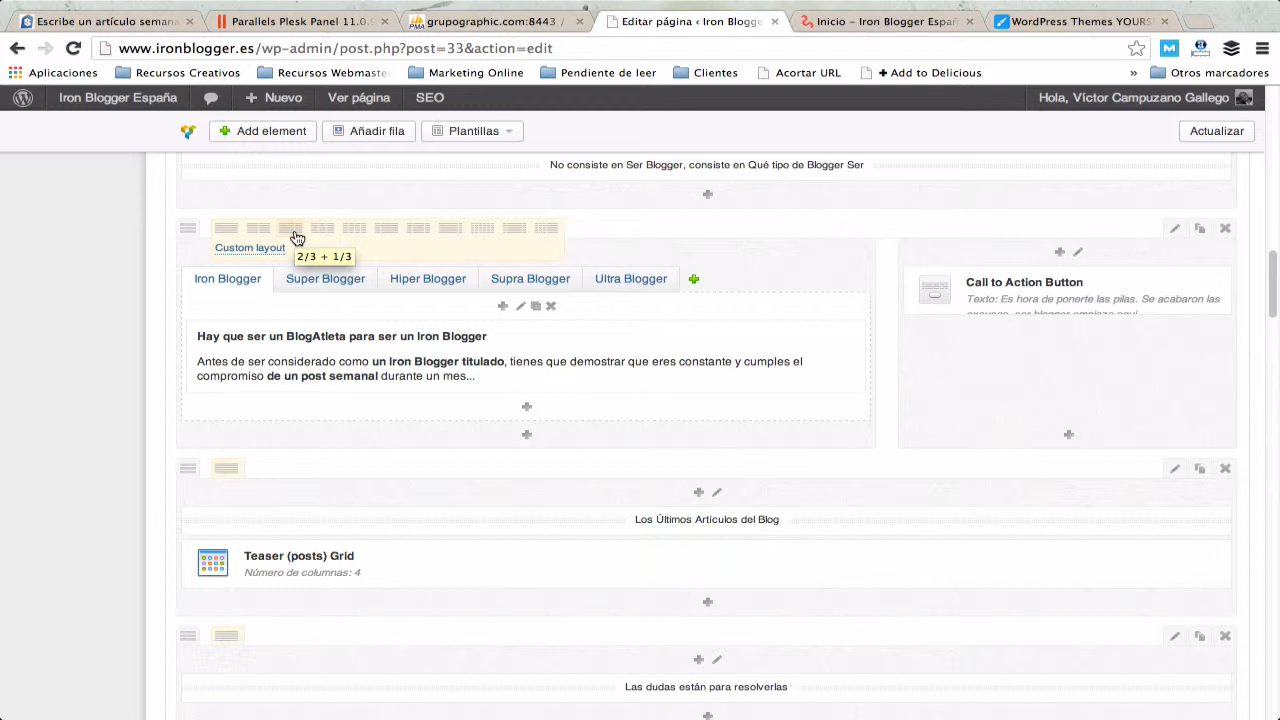 Escribe un artículo semana
Parallels Plesk Panel 11.0.9
grupographic.com:8443
Editar página ‹ Iron Blogge
Inicio — Iron Blogger Españ
WordPress Themes YOURS
www.ironblogger.es/wp-admin/post.php?post=33&action=edit
Aplicaciones
Recursos Creativos
Recursos Webmaste
Marketing Online
Pendiente de leer
Clientes
Acortar URL
+ Add to Delicious
»
Otros marcadores
Iron Blogger España
+ Nuevo
Ver página
SEO
Hola, Víctor Campuzano Gallego
Add element
Añadir fila
Plantillas
Actualizar
No consiste en Ser Blogger, consiste en Qué tipo de Blogger Ser
Custom layout
2/3 + 1/3
Iron Blogger
Super Blogger
Hiper Blogger
Supra Blogger
Ultra Blogger
Hay que ser un BlogAtleta para ser un Iron Blogger
Antes de ser considerado como un Iron Blogger titulado, tienes que demostrar que eres constante y cumples el
compromiso de un post semanal durante un mes...
Call to Action Button
Texto: Es hora de ponerte las pilas. Se acabaron las
excusas, ser blogger empieza aquí
Los Últimos Artículos del Blog
Teaser (posts) Grid
Número de columnas: 4
Las dudas están para resolverlas